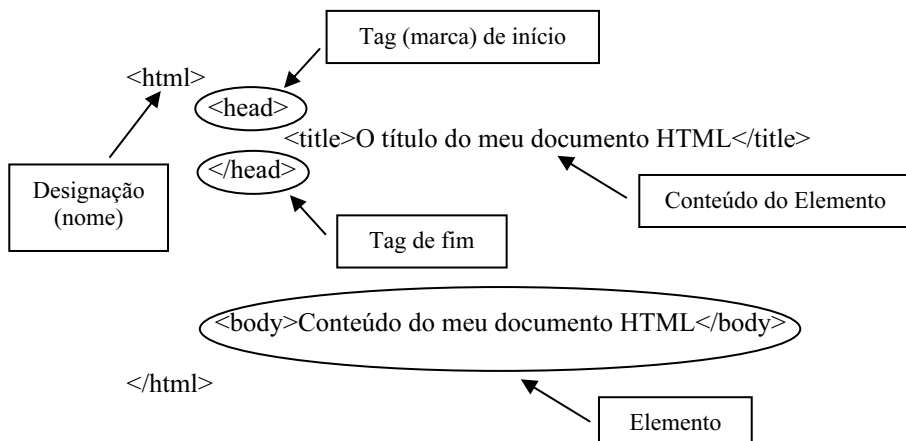 Tag (marca) de início
<html>
<head>
<title>O título do meu documento HTML</title>
</head>
Designação
(nome)
Conteúdo do Elemento
Tag de fim
<body>Conteúdo do meu documento HTML</body>
</html>
Elemento